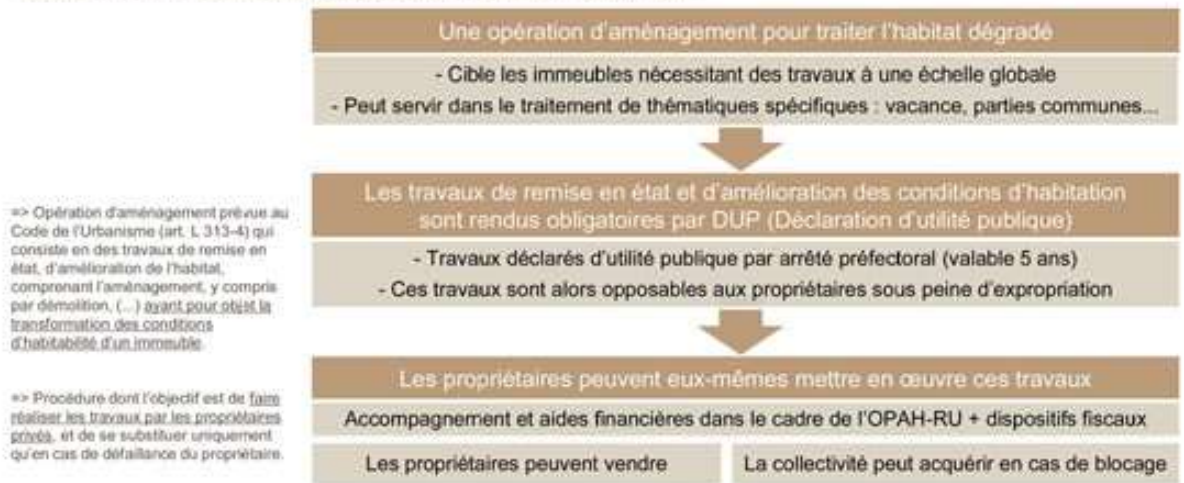 Une opération d'aménagement pour traiter l'habitat dégradé
- Cible les immeubles nécessitant des travaux à une échelle globale
- Peut servir dans le traitement de thématiques spécifiques : vacance, parties communes...
Les travaux de remise en état et d'amélioration des conditions d'habitation
sont rendus obligatoires par DUP (Déclaration d'utilité publique)
- Travaux déclarés d'utilité publique par arrêté préfectoral (valable 5 ans)
- Ces travaux sont alors opposables aux propriétaires sous peine d'expropriation
=> Opération d'aménagement prévue au
Code de l'Urbanisme (art. L 313-4) qui
consiste en des travaux de remise en
état, d'amélioration de l'habitat,
comprenant l'aménagement, y compris
par démolition, (...) ayant pour objet la
transformation des conditions
d'habitabilité d'un immeuble.
=> Procédure dont l'objectif est de faire
réaliser les travaux par les propriétaires
privés, et de se substituer uniquement
qu'en cas de défaillance du propriétaire.
Les propriétaires peuvent eux-mêmes mettre en œuvre ces travaux
Accompagnement et aides financières dans le cadre de l'OPAH-RU + dispositifs fiscaux
Les propriétaires peuvent vendre
La collectivité peut acquérir en cas de blocage